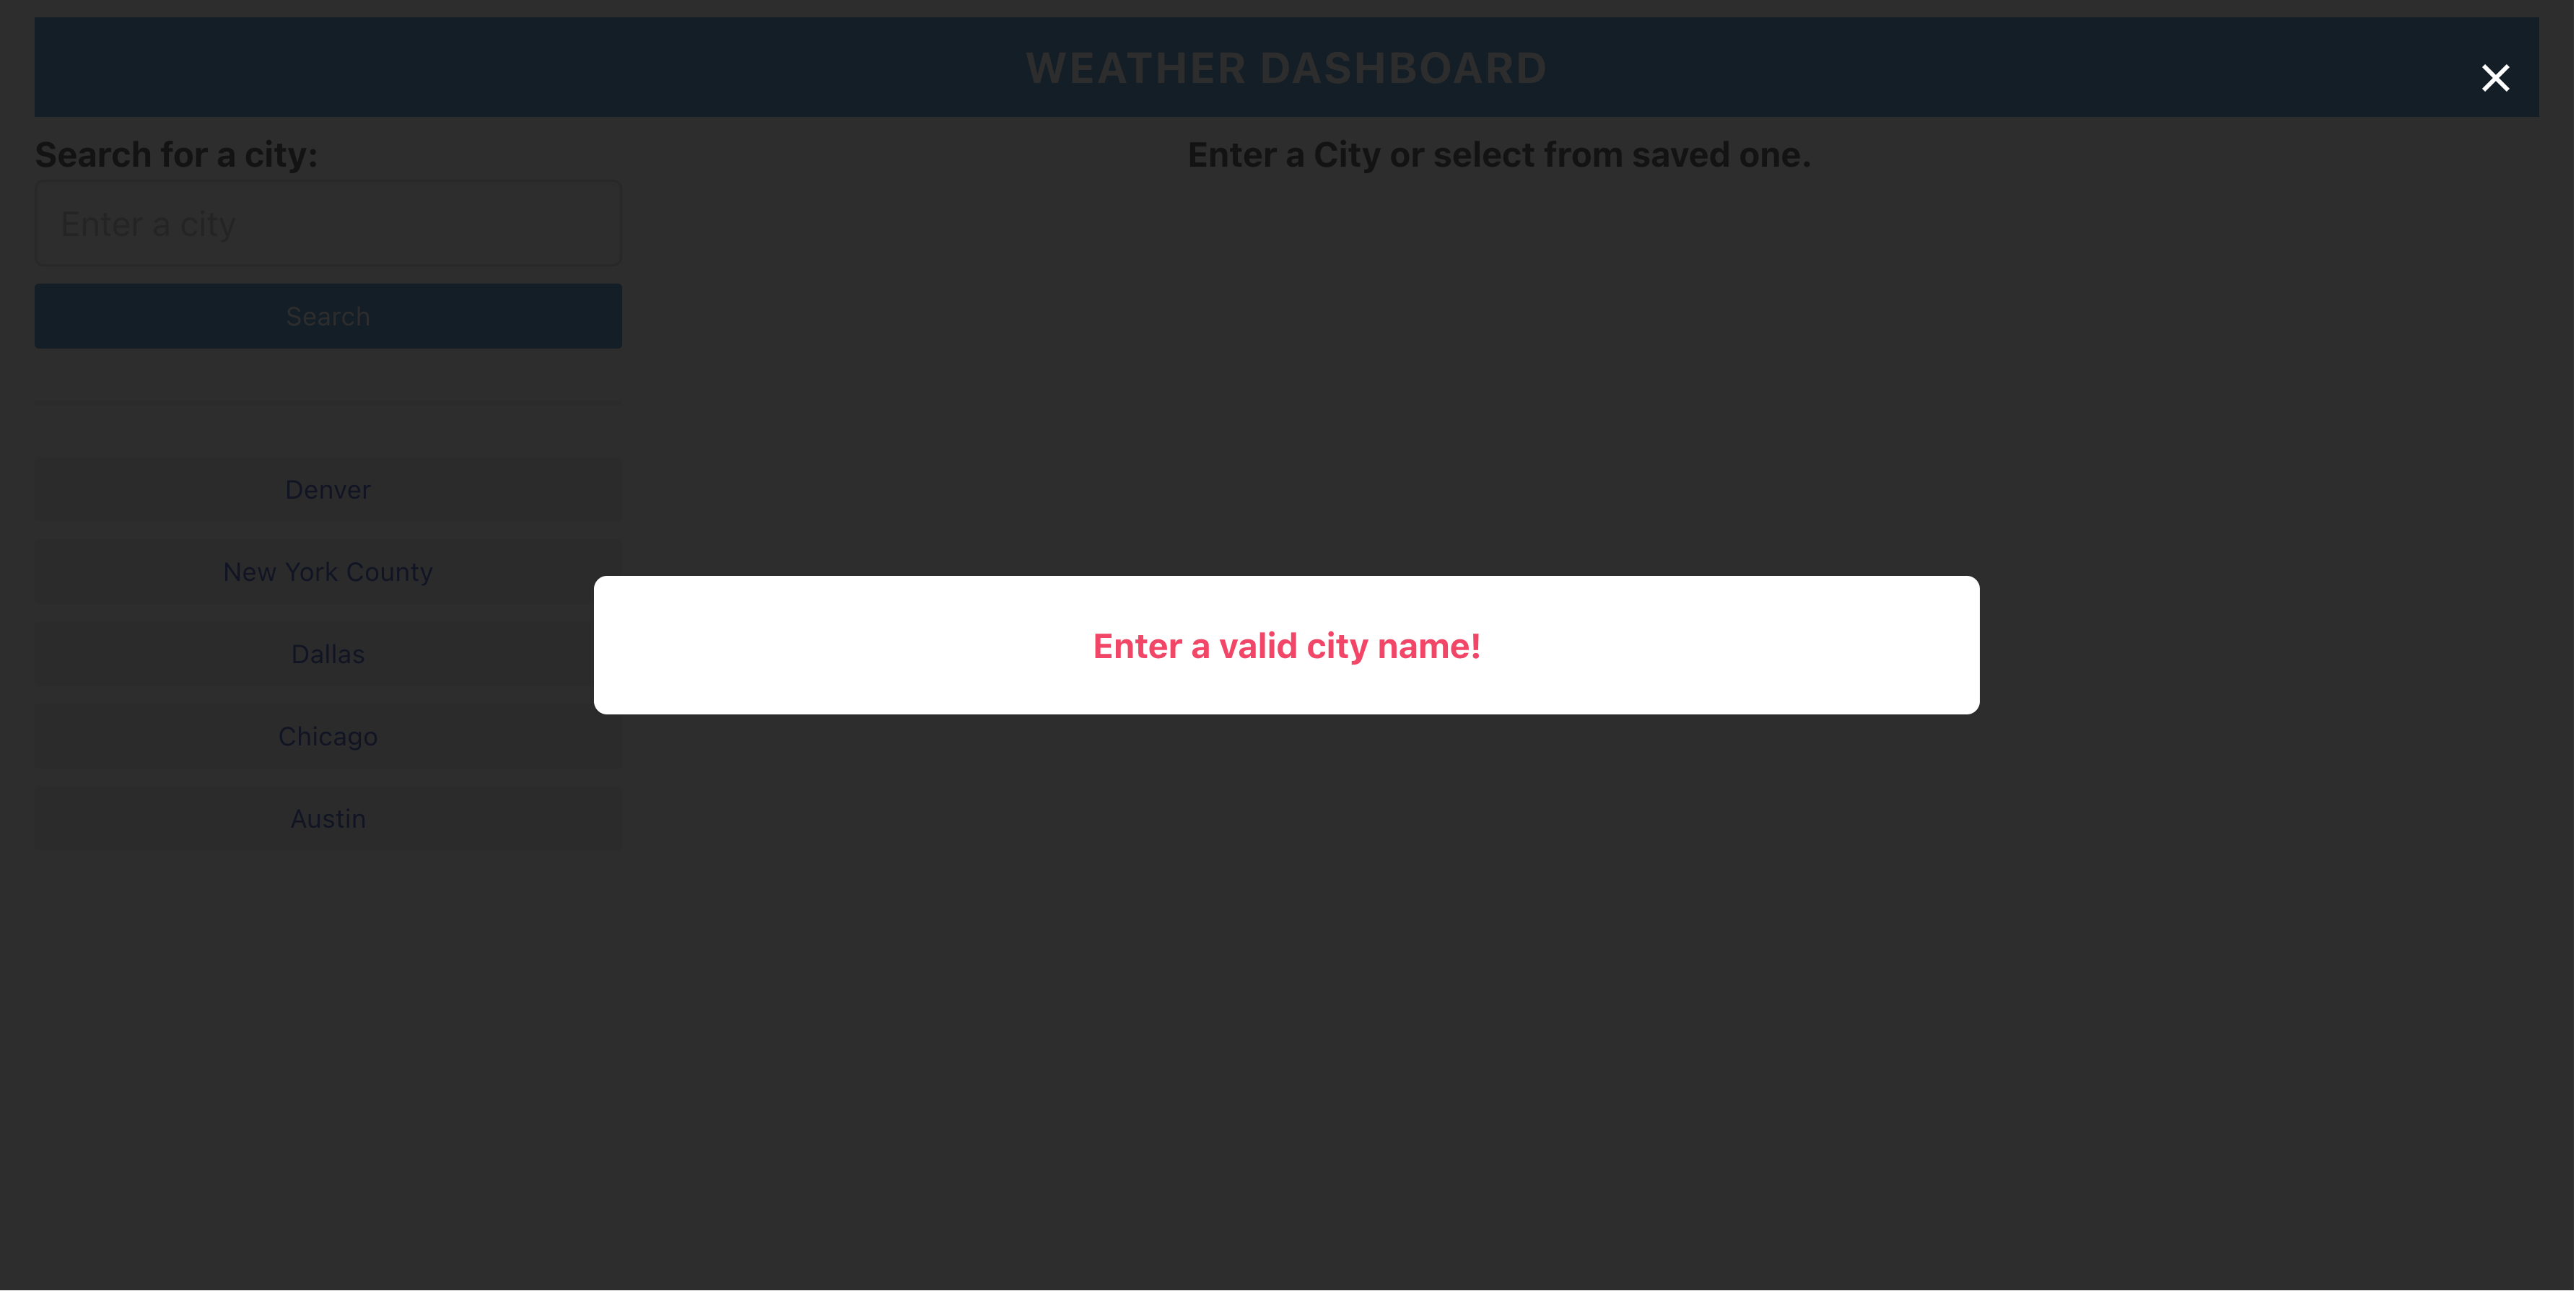 WEATHER DASHBOARD
Search for a city:
Enter a City or select from saved one.
Enter a city
Search
Denver
New York County
Dallas
Chicago
Austin
Enter a valid city name!